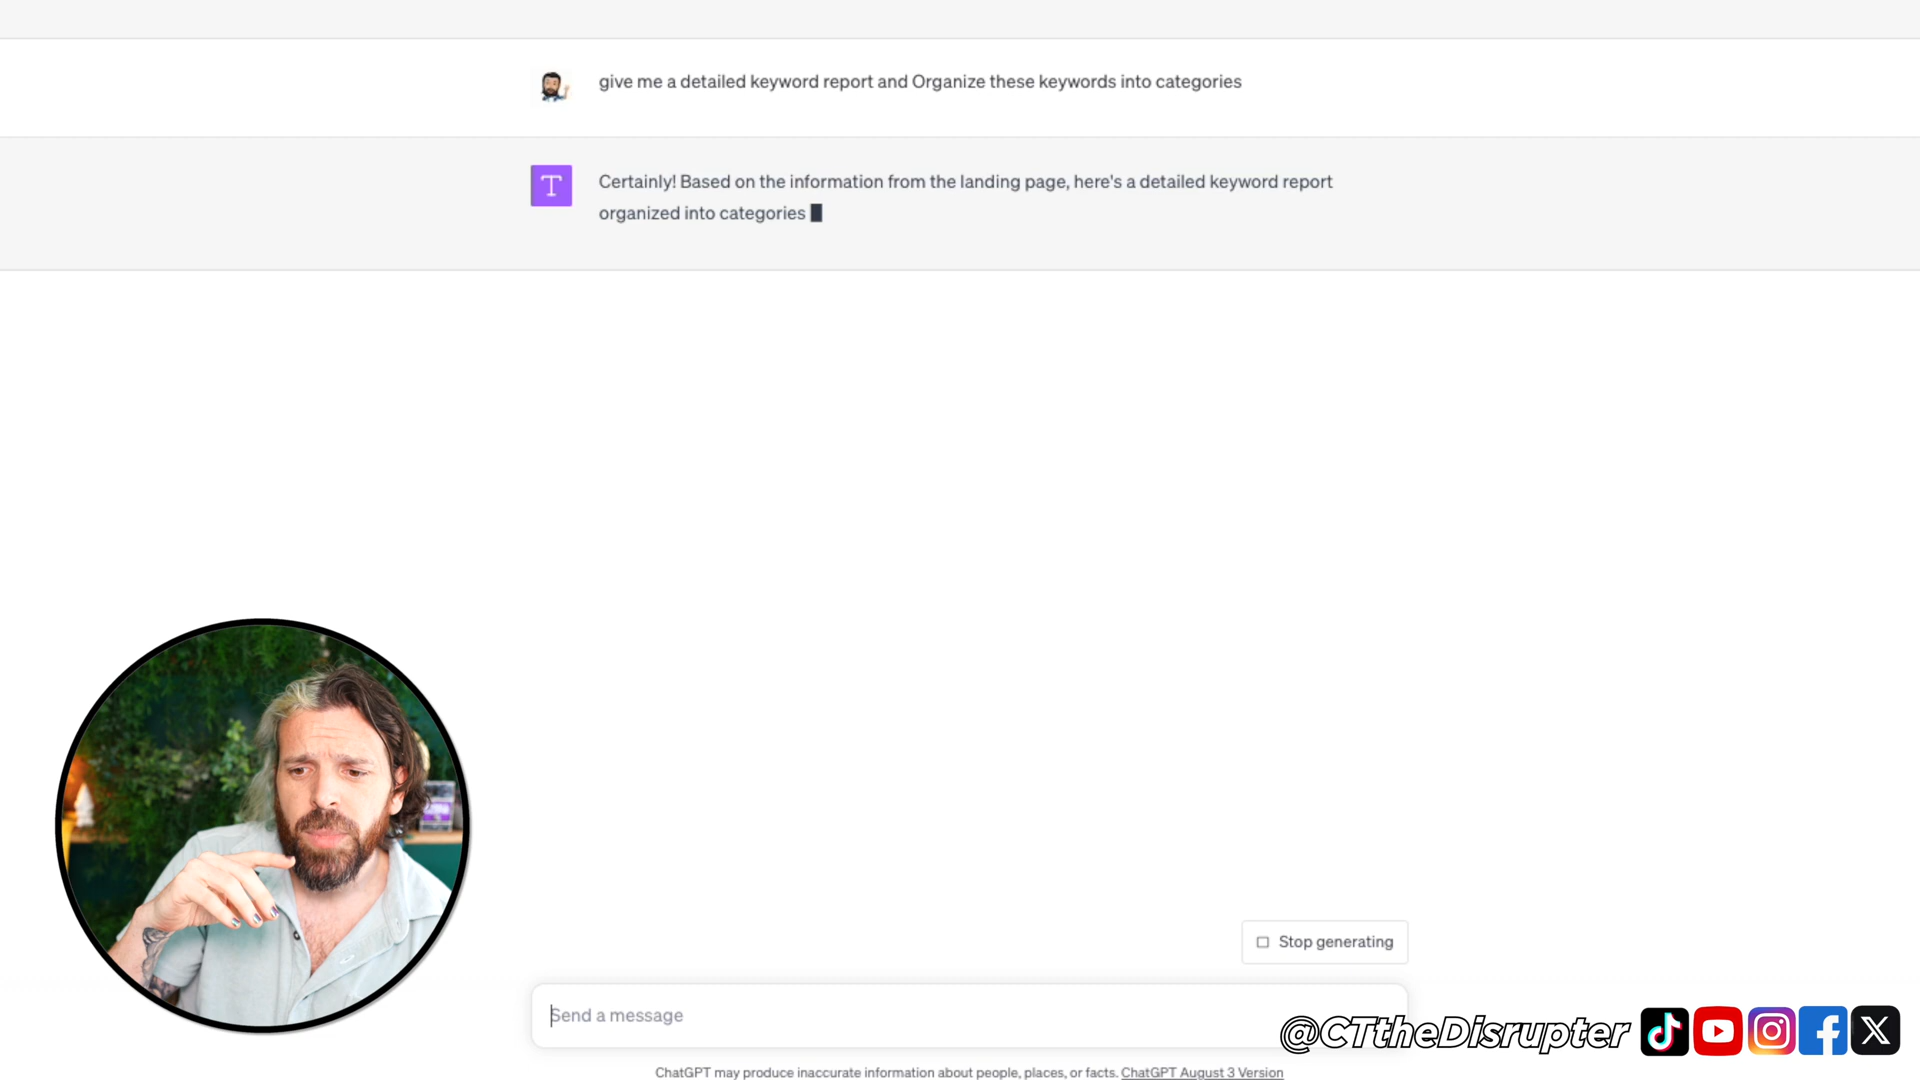 give me a detailed keyword report and Organize these keywords into categories
T
Certainly! Based on the information from the landing page, here's a detailed keyword report
organized into categories
Stop generating
Send a message
@CTtheDisrupter
ChatGPT may produce inaccurate information about people, places, or facts. ChatGPT August 3 Version